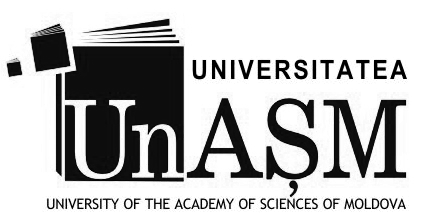 UNIVERSITATEA
UnAȘM
UNIVERSITY OF THE ACADEMY OF SCIENCES OF MOLDOVA